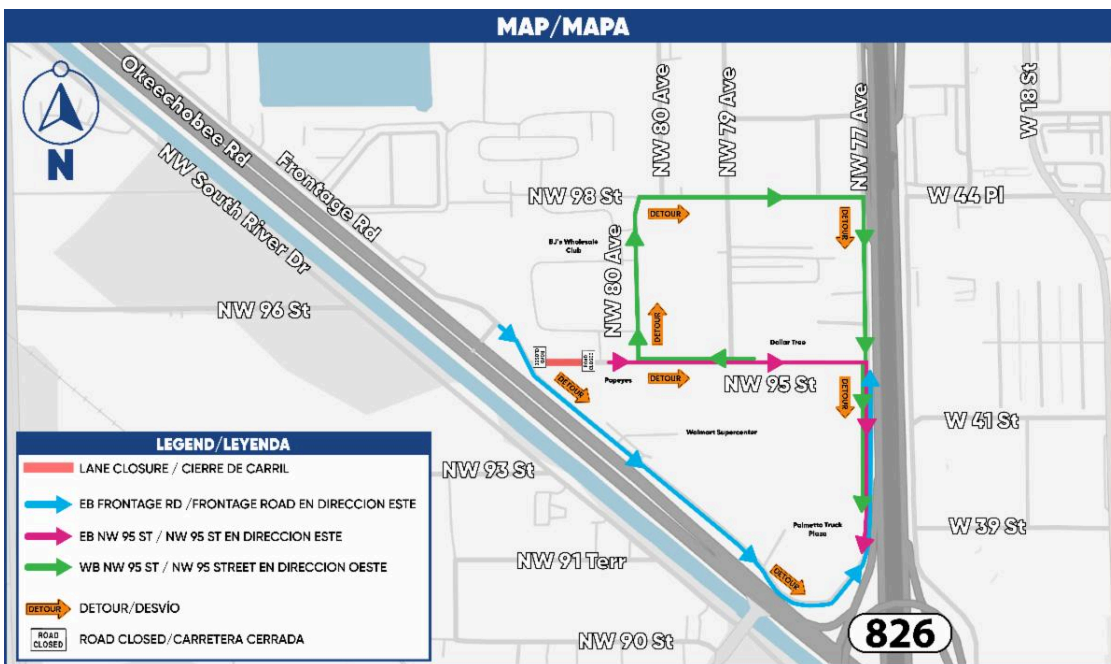 MAP/MAPA
N
Okeechobee Rd
Frontage Rd
NW South River Dr
NW 96 St
NW 80 Ave
NW 79 Ave
NW 77 Ave
W 18 St
NW 98 St
W 44 Pl
DETOUR
DETOUR
BJ's Wholesale
Club
NW 80 Ave
DETOUR
Dollar Tree
ROAD
CLOSED
ROAD
CLOSED
DETOUR
Popeyes
DETOUR
NW 95 St
DETOUR
W 41 St
Walmart Supercenter
NW 93 St
Palmetto Truck
Plaza
W 39 St
NW 91 Terr
DETOUR
NW 90 St
826
LEGEND/LEYENDA
LANE CLOSURE / CIERRE DE CARRIL
EB FRONTAGE RD /FRONTAGE ROAD EN DIRECCION ESTE
EB NW 95 ST / NW 95 ST EN DIRECCION ESTE
WB NW 95 ST / NW 95 STREET EN DIRECCION OESTE
DETOUR DETOUR/DESVÍO
ROAD
CLOSED
ROAD CLOSED/CARRETERA CERRADA